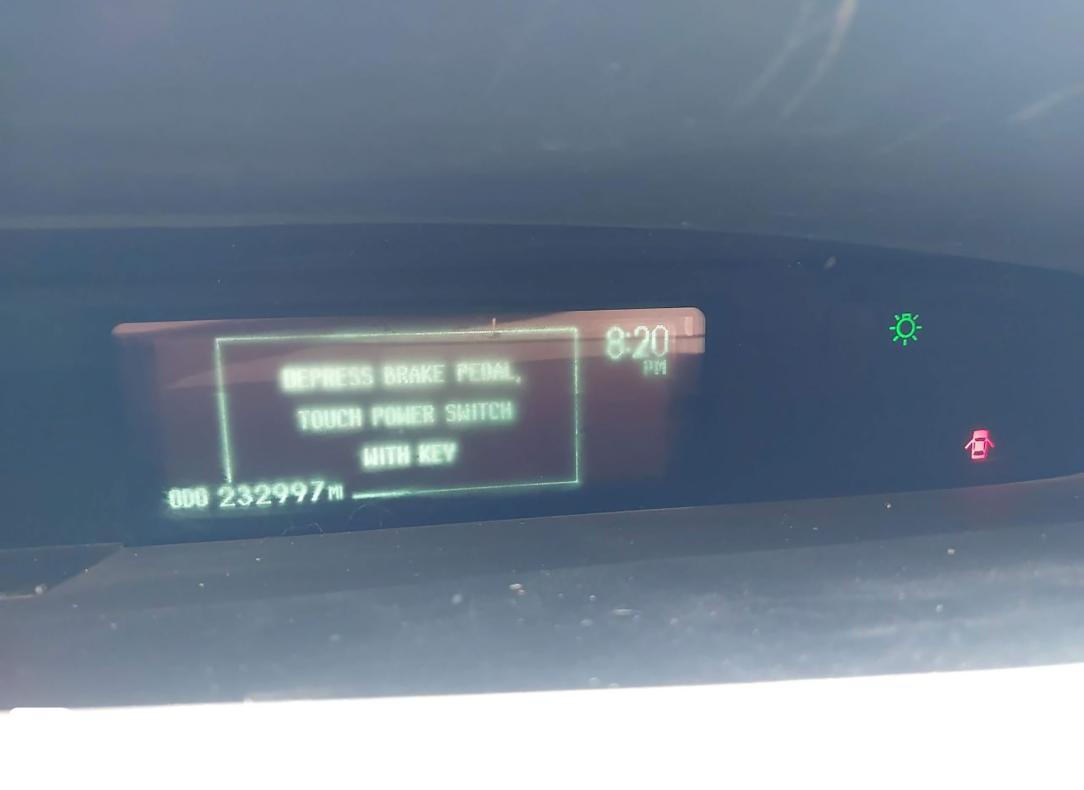 8:20
PM
DEPRESS BRAKE PEDAL,
TOUCH POWER SWITCH
WITH KEY
ODO 232997 MI